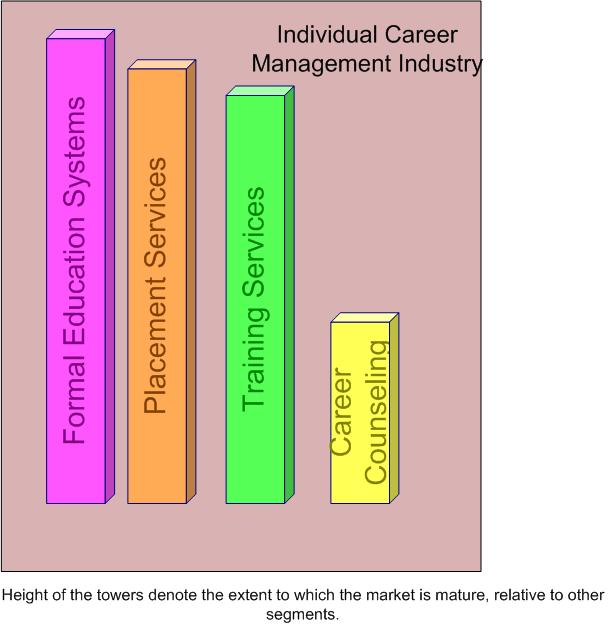 Individual Career
Management Industry
Formal Education Systems
Placement Services
Training Services
Career
Counseling
Height of the towers denote the extent to which the market is mature, relative to other
segments.